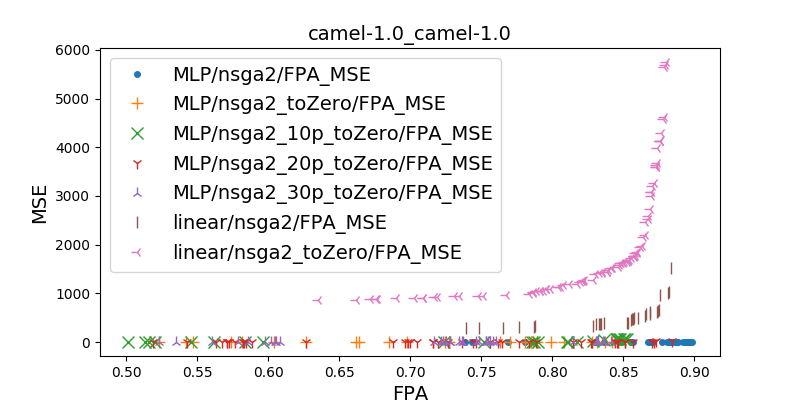 camel-1.0_camel-1.0
6000
5000
4000
3000
2000
1000
0
MSE
MLP/nsga2/FPA_MSE
MLP/nsga2_toZero/FPA_MSE
MLP/nsga2_10p_toZero/FPA_MSE
MLP/nsga2_20p_toZero/FPA_MSE
MLP/nsga2_30p_toZero/FPA_MSE
linear/nsga2/FPA_MSE
linear/nsga2_toZero/FPA_MSE
0.50 0.55 0.60 0.65 0.70 0.75 0.80 0.85 0.90
FPA